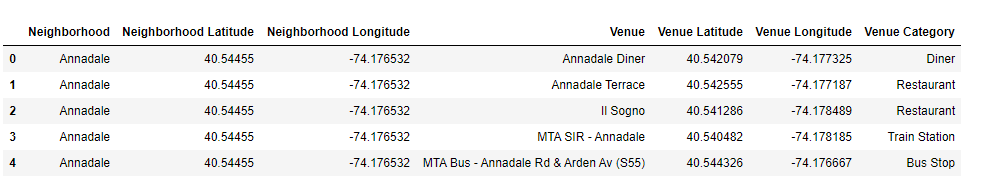 Neighborhood Neighborhood Latitude Neighborhood Longitude Venue Venue Latitude Venue Longitude Venue Category
0 Annadale 40.54455 -74.176532 Annadale Diner 40.542079 -74.177325 Diner
1 Annadale 40.54455 -74.176532 Annadale Terrace 40.542555 -74.177187 Restaurant
2 Annadale 40.54455 -74.176532 Il Sogno 40.541286 -74.178489 Restaurant
3 Annadale 40.54455 -74.176532 MTA SIR - Annadale 40.540482 -74.178185 Train Station
4 Annadale 40.54455 -74.176532 MTA Bus - Annadale Rd & Arden Av (S55) 40.544326 -74.176667 Bus Stop